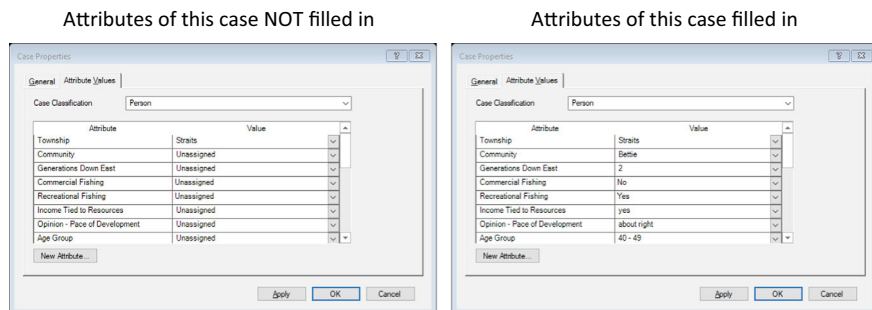 Attributes of this case NOT filled in
Case Properties
General Attribute Values
Case Classification Person
Attribute Value
Township Straits
Community Unassigned
Generations Down East Unassigned
Commercial Fishing Unassigned
Recreational Fishing Unassigned
Income Tied to Resources Unassigned
Opinion - Pace of Development Unassigned
Age Group Unassigned
New Attribute...
Apply OK Cancel
Attributes of this case filled in
Case Properties
General Attribute Values
Case Classification Person
Attribute Value
Township Straits
Community Bettie
Generations Down East 2
Commercial Fishing No
Recreational Fishing Yes
Income Tied to Resources yes
Opinion - Pace of Development about right
Age Group 40 - 49
New Attribute...
Apply OK Cancel